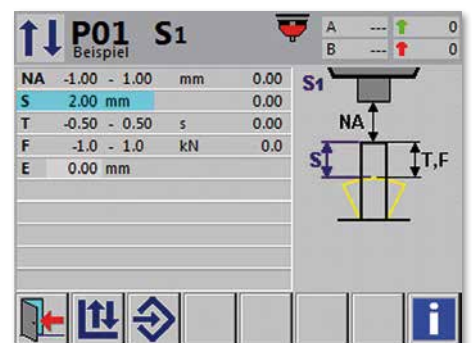 P01 S1
Beispiel
A --- 0
B --- 0
NA -1.00 - 1.00 mm 0.00
S 2.00 mm 0.00
T -0.50 - 0.50 s 0.00
F -1.0 - 1.0 kN 0.0
E 0.00 mm
S1
NA
S
T,F
i